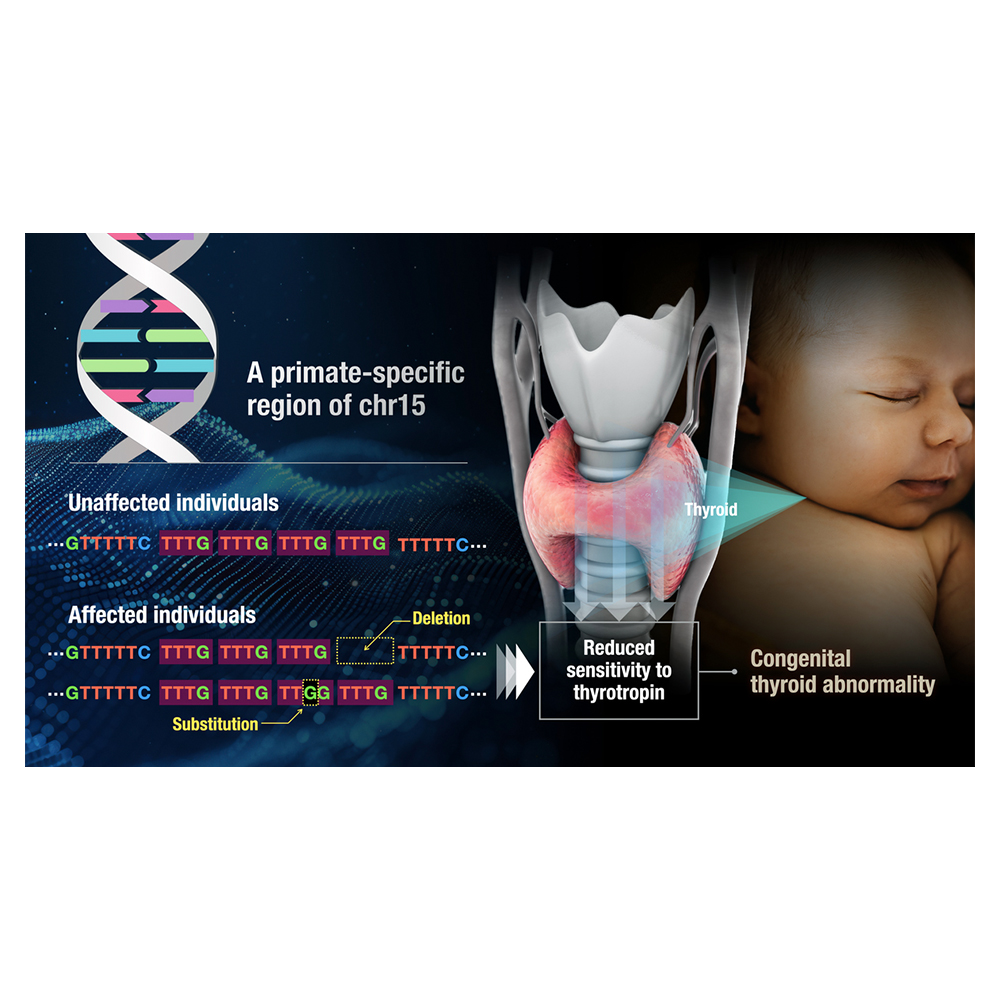 A primate-specific
region of chr15
Unaffected individuals
...GTTTTTC TTTG TTTG TTTG TTTG TTTTTC...
Affected individuals
Deletion
...GTTTTTC TTTG TTTG TTTG TTTTTC...
...GTTTTTC TTTG TTTG TTGG TTTG TTTTTC...
Substitution
Thyroid
Reduced
sensitivity to
thyrotropin
Congenital
thyroid abnormality